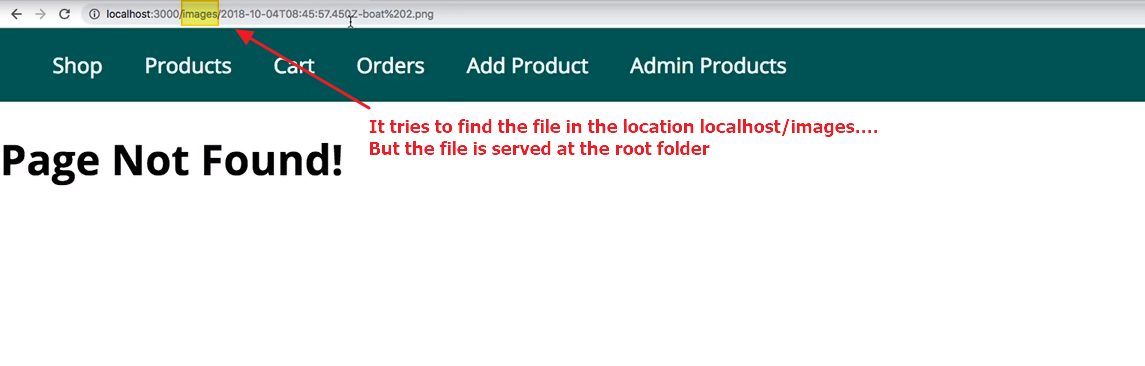 localhost:3000/images/2018-10-04T08:45:57.450Z-boat%202.png
Shop Products Cart Orders Add Product Admin Products
It tries to find the file in the location localhost/images....
But the file is served at the root folder
Page Not Found!